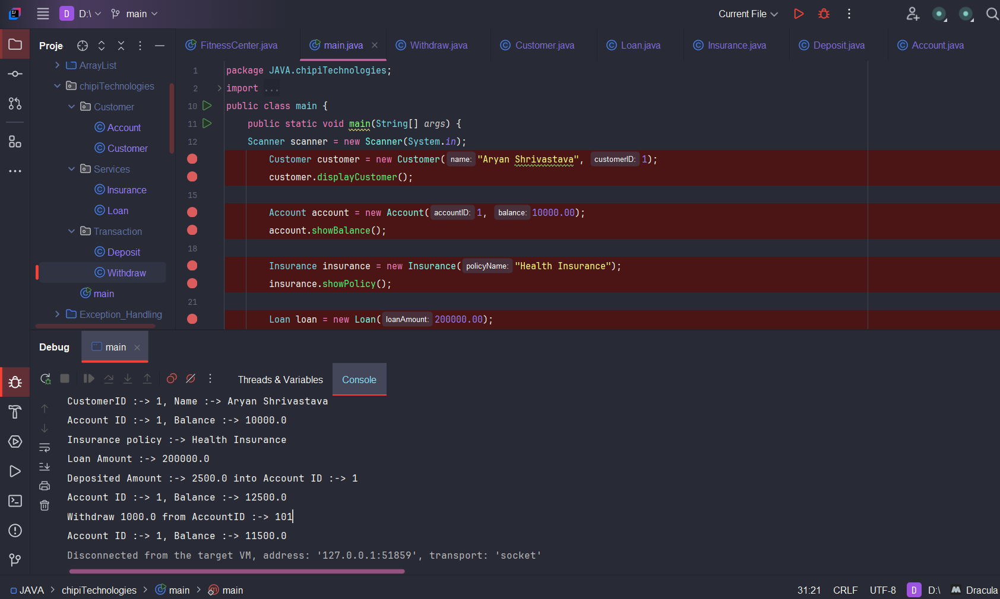 D D:\ main Current File
Proje FitnessCenter.java main.java Withdraw.java Customer.java Loan.java Insurance.java Deposit.java Account.java
ArrayList
chipiTechnologies
Customer
Account
Customer
Services
Insurance
Loan
Transaction
Deposit
Withdraw
main
Exception_Handling
1 package JAVA.chipiTechnologies;
2 import ...
10 public class main {
11 public static void main(String[] args) {
12 Scanner scanner = new Scanner(System.in);
Customer customer = new Customer( name: "Aryan Shrivastava", customerID: 1);
customer.displayCustomer();
15
Account account = new Account( accountID: 1, balance: 10000.00);
account.showBalance();
18
Insurance insurance = new Insurance( policyName: "Health Insurance");
insurance.showPolicy();
21
Loan loan = new Loan( loanAmount: 200000.00);
Debug main
Threads & Variables Console
CustomerID :-> 1, Name :-> Aryan Shrivastava
Account ID :-> 1, Balance :-> 10000.0
Insurance policy :-> Health Insurance
Loan Amount :-> 200000.0
Deposited Amount :-> 2500.0 into Account ID :-> 1
Account ID :-> 1, Balance :-> 12500.0
Withdraw 1000.0 from AccountID :-> 101
Account ID :-> 1, Balance :-> 11500.0
Disconnected from the target VM, address: '127.0.0.1:51859', transport: 'socket'
JAVA > chipiTechnologies > main > main 31:21 CRLF UTF-8 D D:\ Dracula